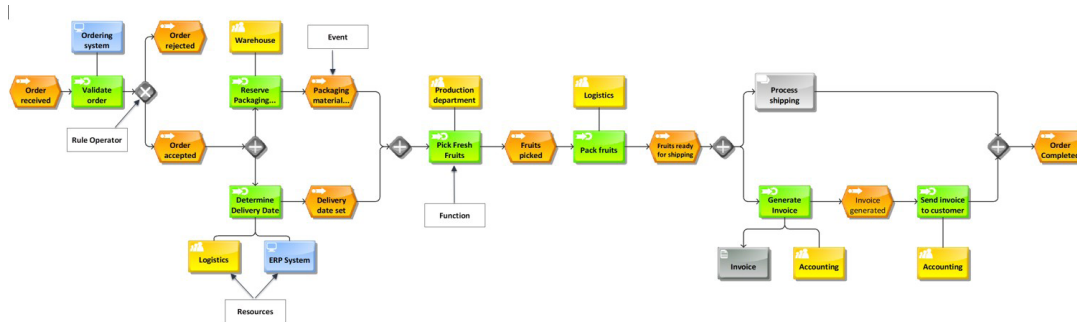 Ordering
system
Order
rejected
Warehouse
Event
Order
received
Validate
order
Reserve
Packaging...
Packaging
material...
Production
department
Logistics
Process
shipping
Rule Operator
Order
accepted
Pick Fresh
Fruits
Fruits
picked
Pack fruits
Fruits ready
for shipping
Order
Completed
Determine
Delivery Date
Delivery
date set
Function
Generate
Invoice
Invoice
generated
Send invoice
to customer
Logistics
ERP System
Invoice
Accounting
Accounting
Resources